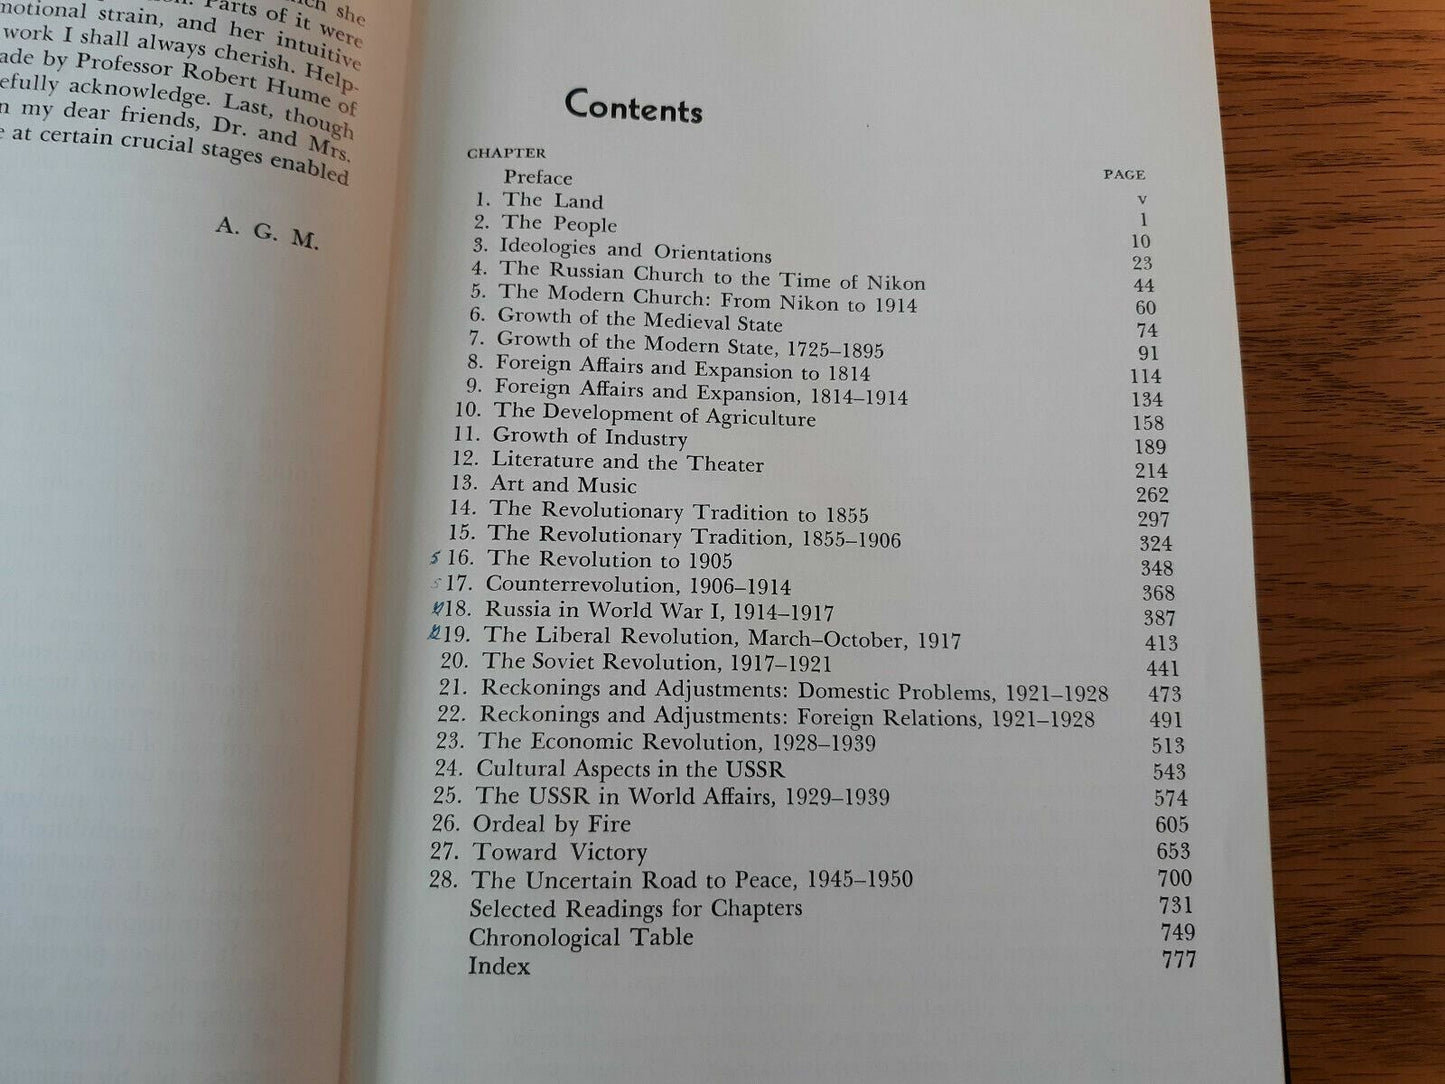 ch she
Parts of it were
motional strain, and her intuitive
work I shall always cherish. Help-
ade by Professor Robert Hume of
efully acknowledge. Last, though
n my dear friends, Dr. and Mrs.
e at certain crucial stages enabled
A. G. M.
Contents
CHAPTER PAGE
Preface v
1. The Land 1
2. The People 10
3. Ideologies and Orientations 23
4. The Russian Church to the Time of Nikon 44
5. The Modern Church: From Nikon to 1914 60
6. Growth of the Medieval State 74
7. Growth of the Modern State, 1725–1895 91
8. Foreign Affairs and Expansion to 1814 114
9. Foreign Affairs and Expansion, 1814–1914 134
10. The Development of Agriculture 158
11. Growth of Industry 189
12. Literature and the Theater 214
13. Art and Music 262
14. The Revolutionary Tradition to 1855 297
15. The Revolutionary Tradition, 1855–1906 324
5 16. The Revolution to 1905 348
5 17. Counterrevolution, 1906–1914 368
18. Russia in World War I, 1914–1917 387
19. The Liberal Revolution, March–October, 1917 413
20. The Soviet Revolution, 1917–1921 441
21. Reckonings and Adjustments: Domestic Problems, 1921–1928 473
22. Reckonings and Adjustments: Foreign Relations, 1921–1928 491
23. The Economic Revolution, 1928–1939 513
24. Cultural Aspects in the USSR 543
25. The USSR in World Affairs, 1929–1939 574
26. Ordeal by Fire 605
27. Toward Victory 653
28. The Uncertain Road to Peace, 1945–1950 700
Selected Readings for Chapters 731
Chronological Table 749
Index 777